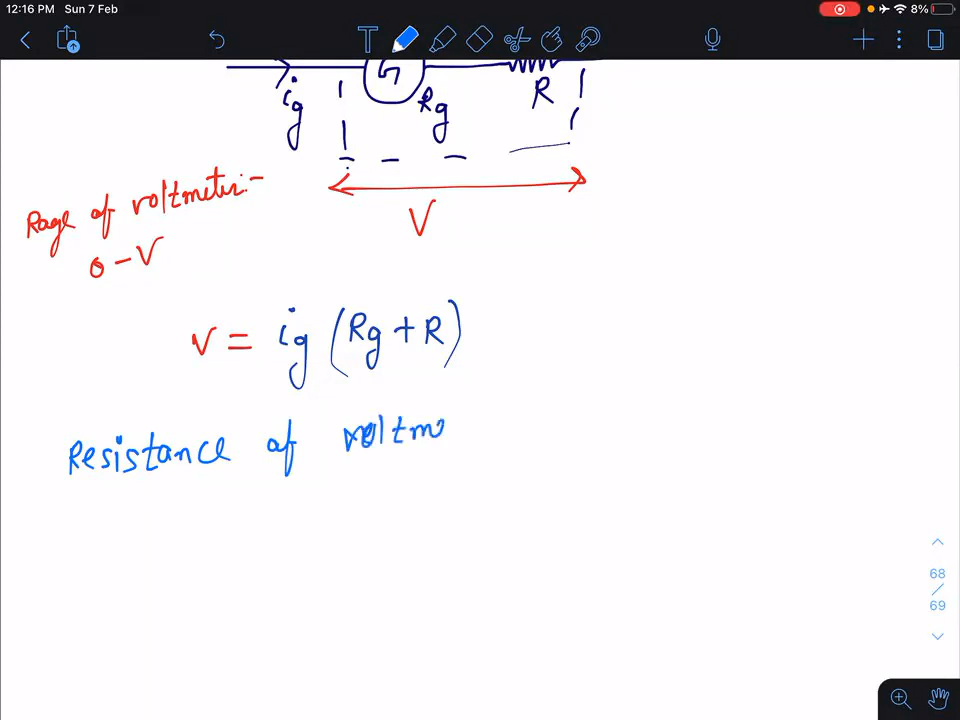 12:16 PM Sun 7 Feb 8%
T
G
ig Rg R
Rage of voltmeter:-
0 - V
V
V = ig (Rg + R)
Resistance of voltm
68
/
69